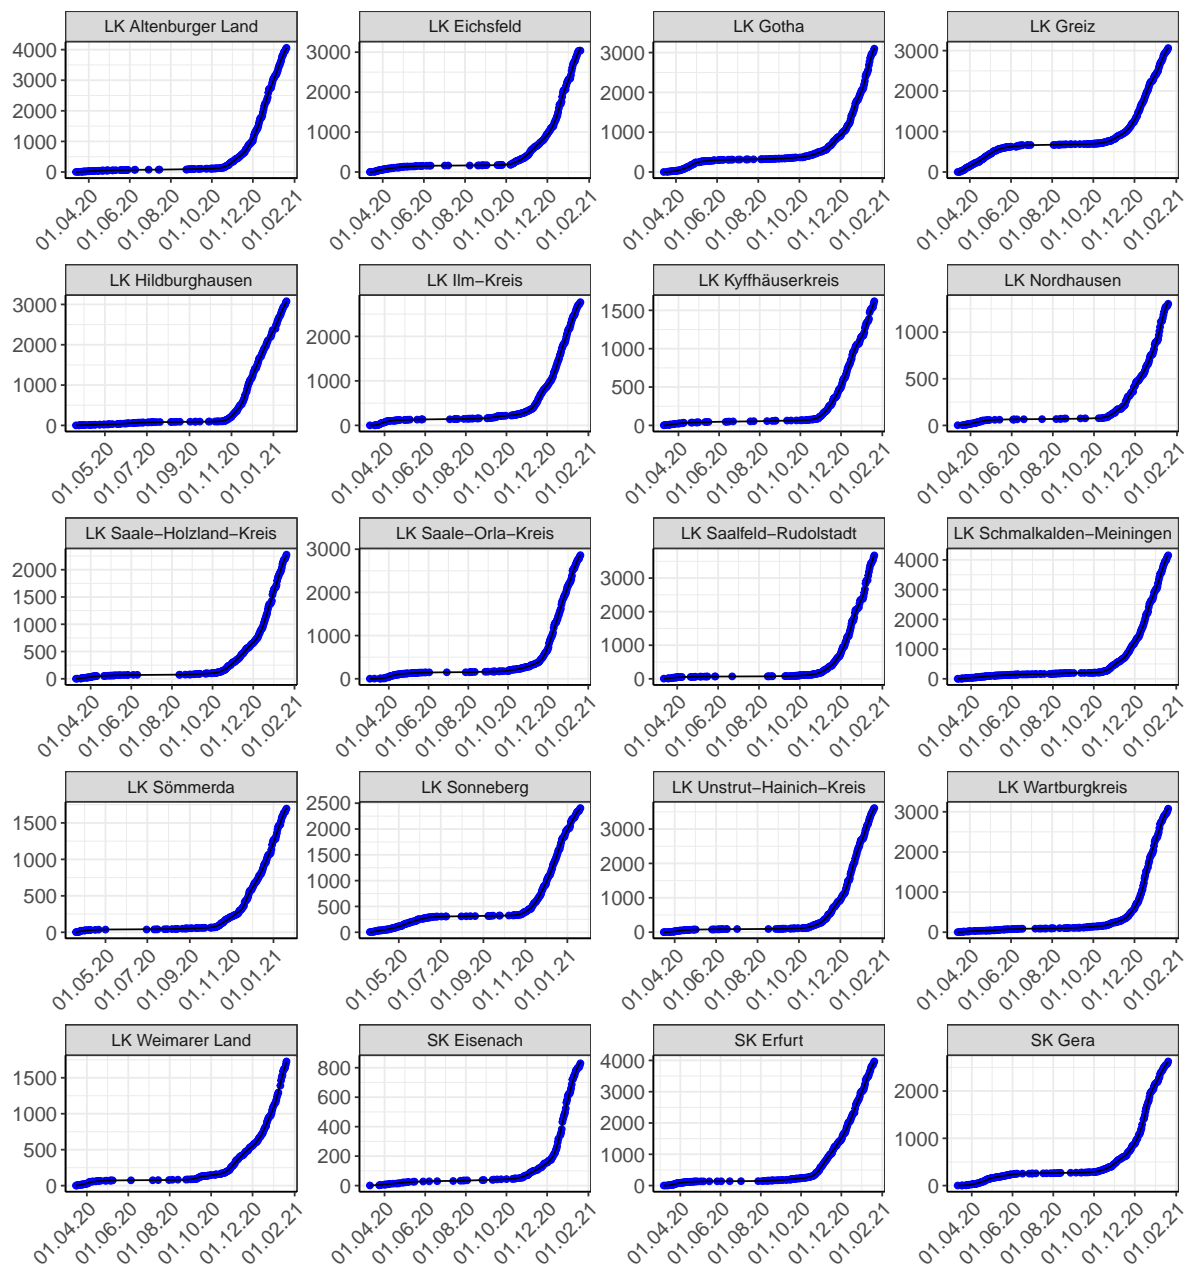 LK Altenburger Land LK Eichsfeld LK Gotha LK Greiz
4000 3000 2000 1000 0
3000 2000 1000 0
3000 2000 1000 0
3000 2000 1000 0
01.04.20 01.06.20 01.08.20 01.10.20 01.12.20 01.02.21
01.04.20 01.06.20 01.08.20 01.10.20 01.12.20 01.02.21
01.04.20 01.06.20 01.08.20 01.10.20 01.12.20 01.02.21
01.04.20 01.06.20 01.08.20 01.10.20 01.12.20 01.02.21
LK Hildburghausen LK Ilm−Kreis LK Kyffhäuserkreis LK Nordhausen
3000 2000 1000 0
2000 1000 0
1500 1000 500 0
1000 500 0
01.05.20 01.07.20 01.09.20 01.11.20 01.01.21
01.04.20 01.06.20 01.08.20 01.10.20 01.12.20 01.02.21
01.04.20 01.06.20 01.08.20 01.10.20 01.12.20 01.02.21
01.04.20 01.06.20 01.08.20 01.10.20 01.12.20 01.02.21
LK Saale−Holzland−Kreis LK Saale−Orla−Kreis LK Saalfeld−Rudolstadt LK Schmalkalden−Meiningen
2000 1500 1000 500 0
3000 2000 1000 0
3000 2000 1000 0
4000 3000 2000 1000 0
01.04.20 01.06.20 01.08.20 01.10.20 01.12.20 01.02.21
01.04.20 01.06.20 01.08.20 01.10.20 01.12.20 01.02.21
01.04.20 01.06.20 01.08.20 01.10.20 01.12.20 01.02.21
01.04.20 01.06.20 01.08.20 01.10.20 01.12.20 01.02.21
LK Sömmerda LK Sonneberg LK Unstrut−Hainich−Kreis LK Wartburgkreis
1500 1000 500 0
2500 2000 1500 1000 500 0
3000 2000 1000 0
3000 2000 1000 0
01.05.20 01.07.20 01.09.20 01.11.20 01.01.21
01.05.20 01.07.20 01.09.20 01.11.20 01.01.21
01.04.20 01.06.20 01.08.20 01.10.20 01.12.20 01.02.21
01.04.20 01.06.20 01.08.20 01.10.20 01.12.20 01.02.21
LK Weimarer Land SK Eisenach SK Erfurt SK Gera
1500 1000 500 0
800 600 400 200 0
4000 3000 2000 1000 0
2000 1000 0
01.04.20 01.06.20 01.08.20 01.10.20 01.12.20 01.02.21
01.04.20 01.06.20 01.08.20 01.10.20 01.12.20 01.02.21
01.04.20 01.06.20 01.08.20 01.10.20 01.12.20 01.02.21
01.04.20 01.06.20 01.08.20 01.10.20 01.12.20 01.02.21